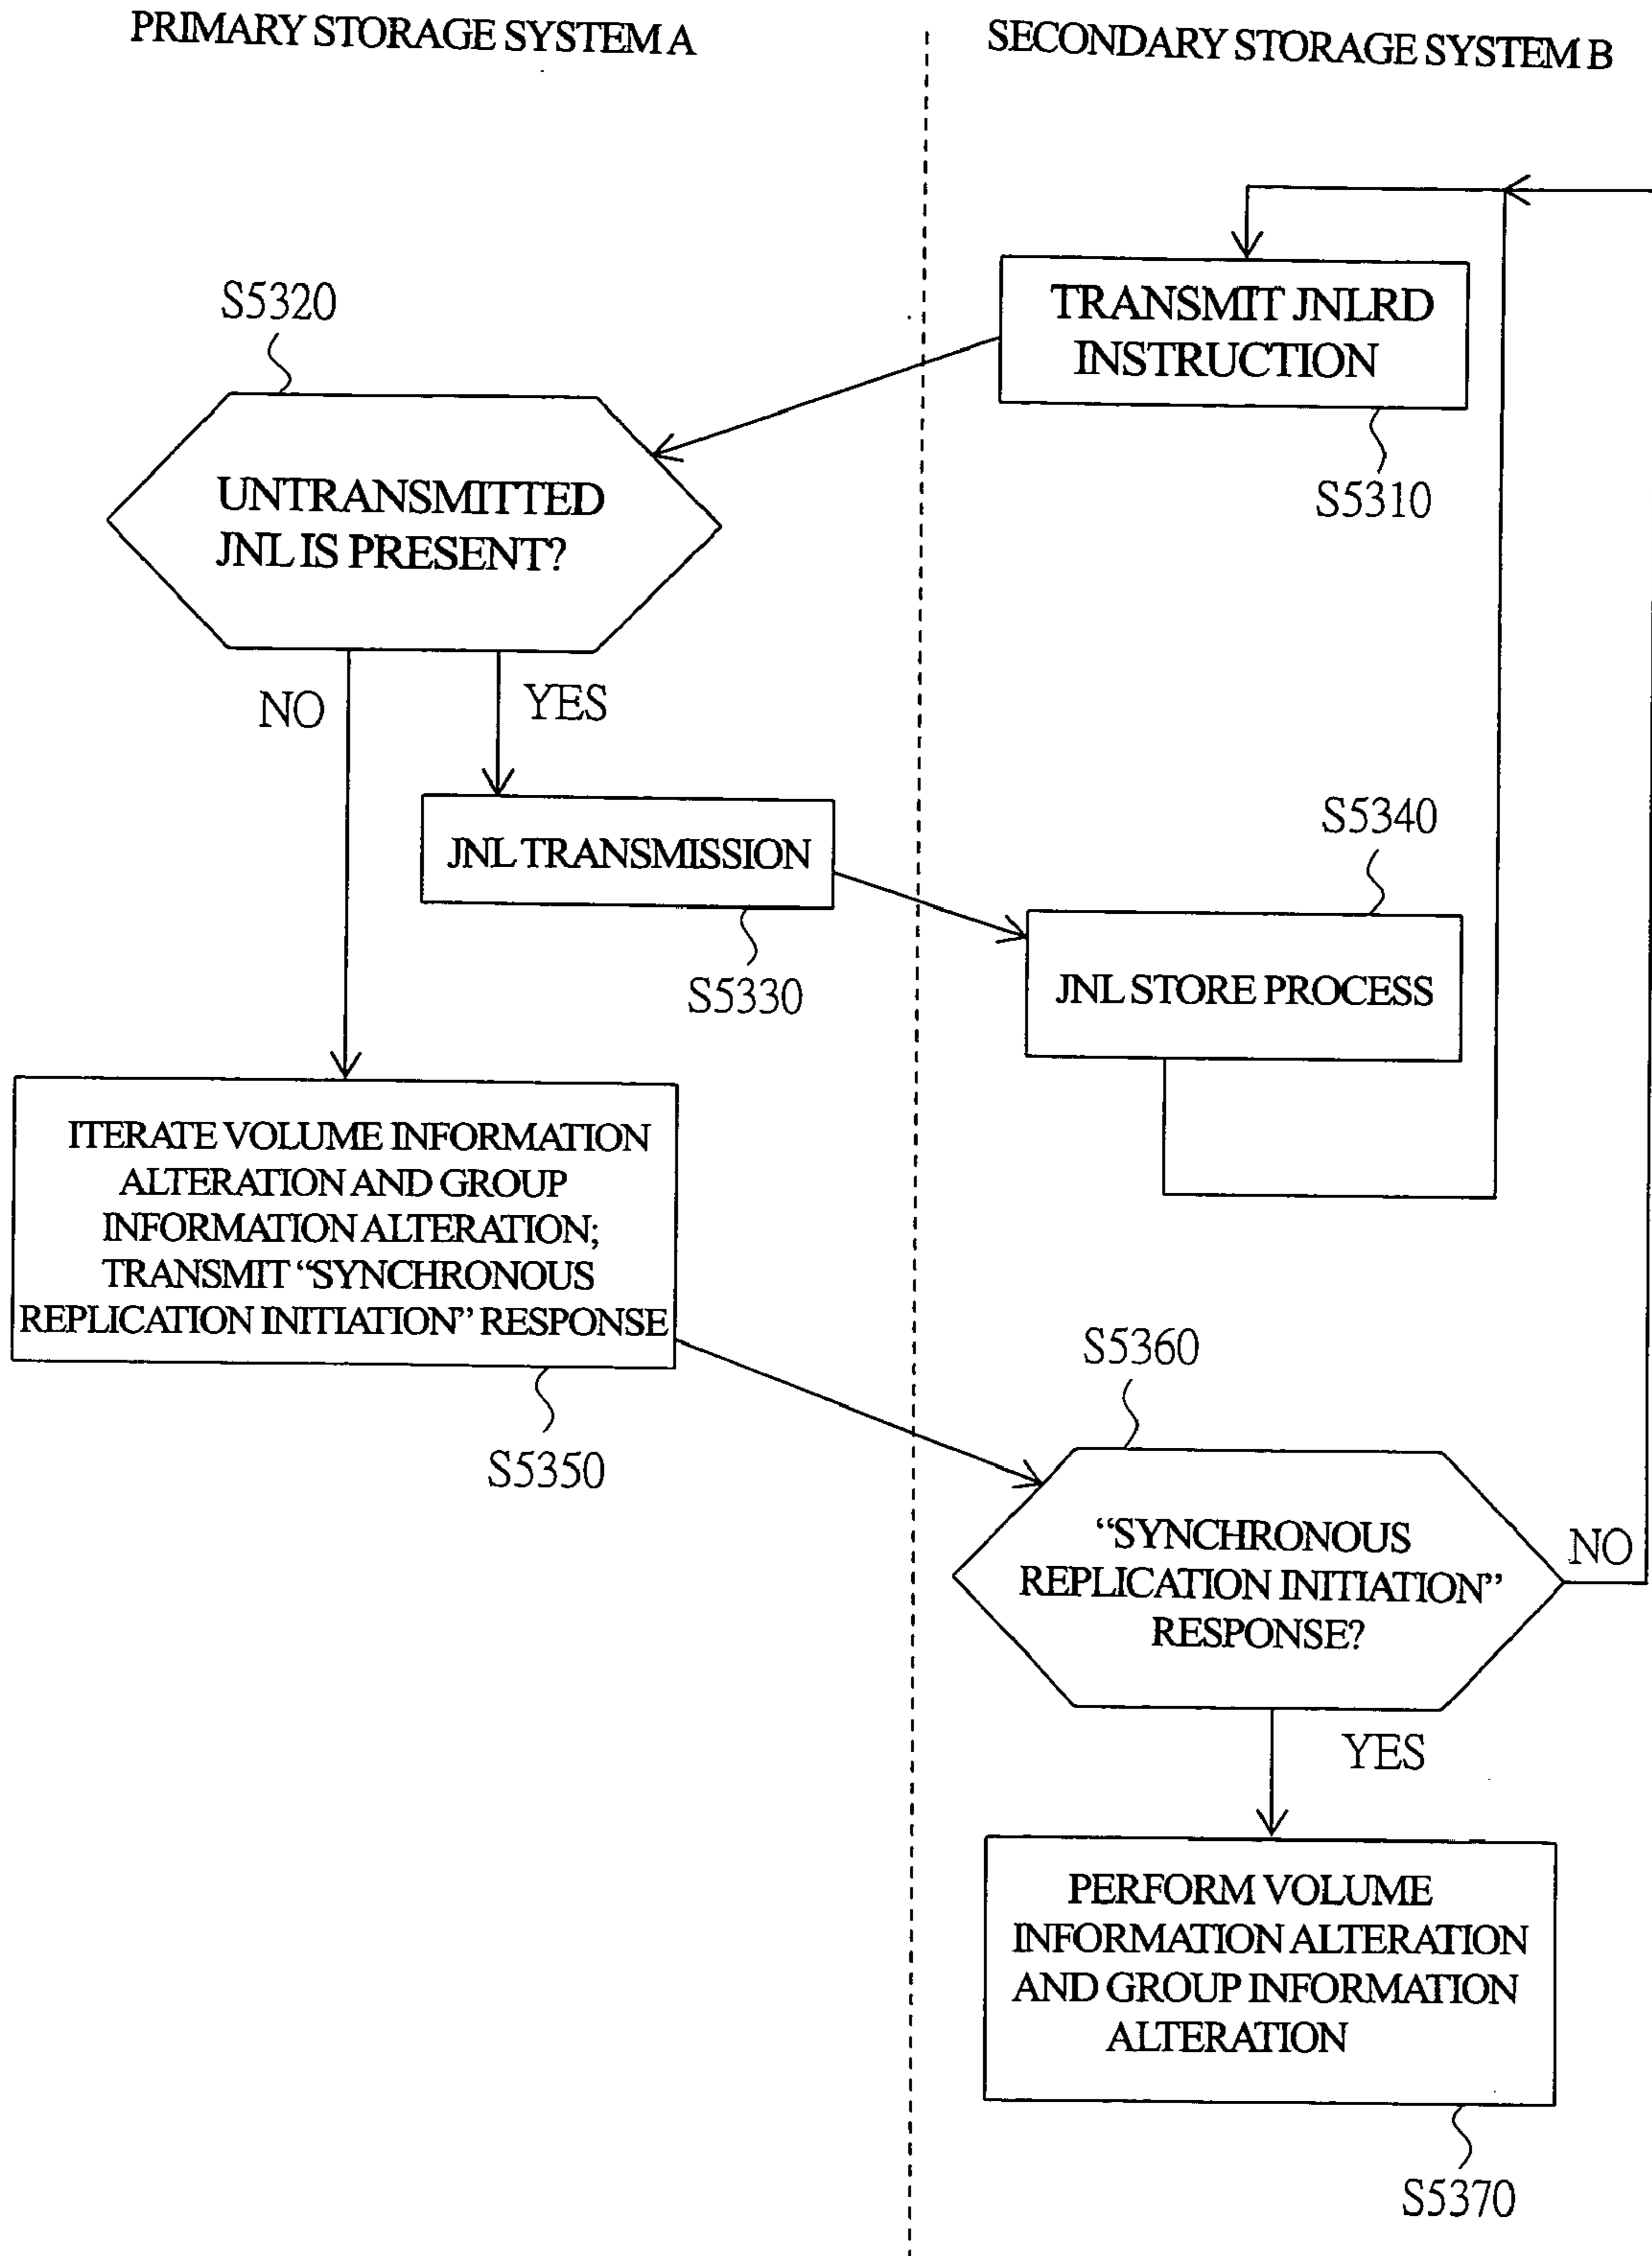 PRIMARY STORAGE SYSTEM A
SECONDARY STORAGE SYSTEM B
TRANSMIT JNLRD
INSTRUCTION
S5310
S5320
UNTRANSMITTED
JNL IS PRESENT?
NO
YES
JNL TRANSMISSION
S5330
S5340
JNL STORE PROCESS
ITERATE VOLUME INFORMATION
ALTERATION AND GROUP
INFORMATION ALTERATION;
TRANSMIT “SYNCHRONOUS
REPLICATION INITIATION” RESPONSE
S5350
S5360
“SYNCHRONOUS
REPLICATION INITIATION”
RESPONSE?
NO
YES
PERFORM VOLUME
INFORMATION ALTERATION
AND GROUP INFORMATION
ALTERATION
S5370